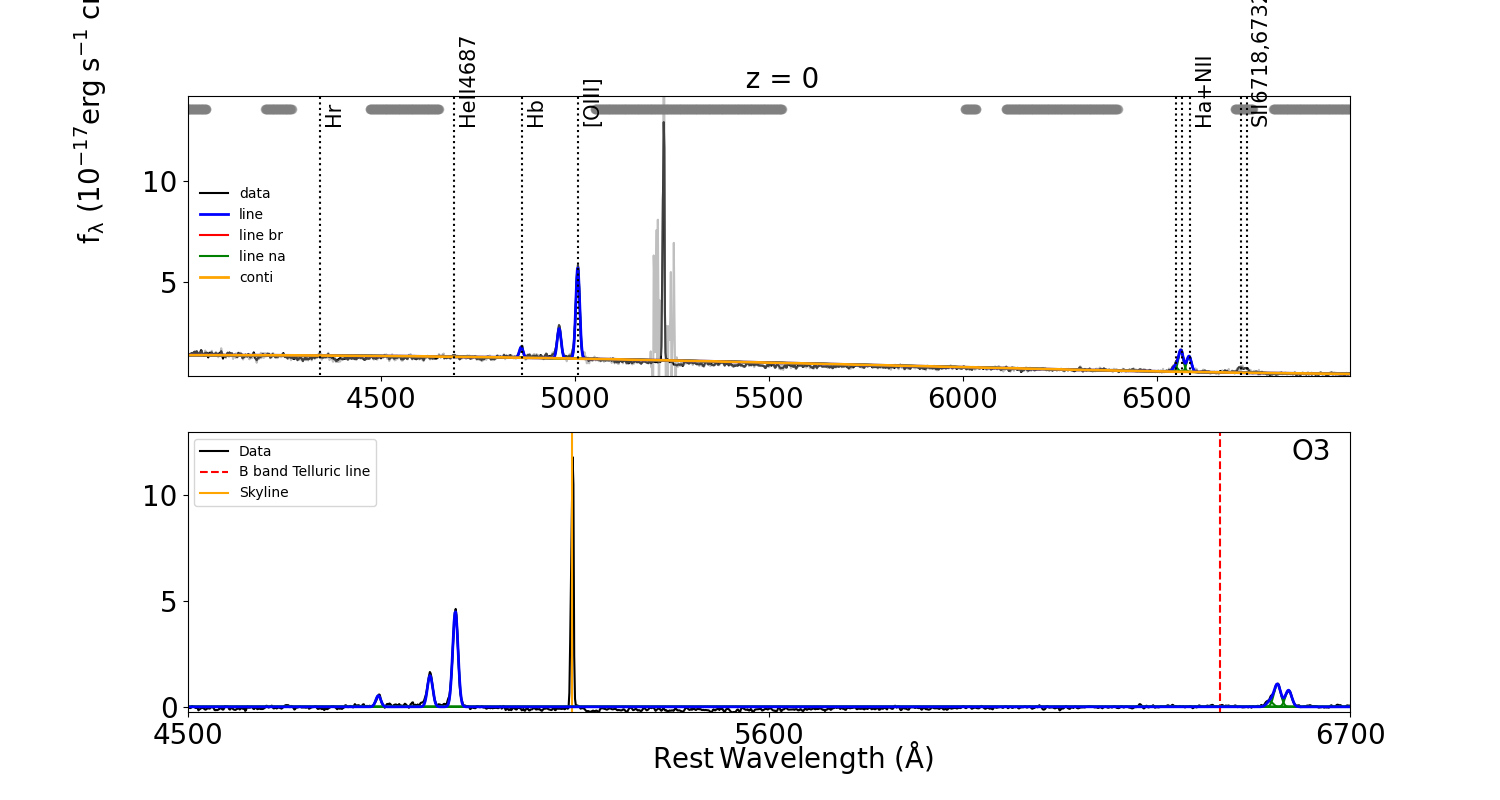 z = 0
f_λ (10^−17 erg s^−1
Hr
HeII4687
Hb
[OIII]
Ha+NII
SII6718,6732
10
5
data
line
line br
line na
conti
4500
5000
5500
6000
6500
O3
Data
B band Telluric line
Skyline
10
5
0
4500
5600
6700
Rest Wavelength (Å)